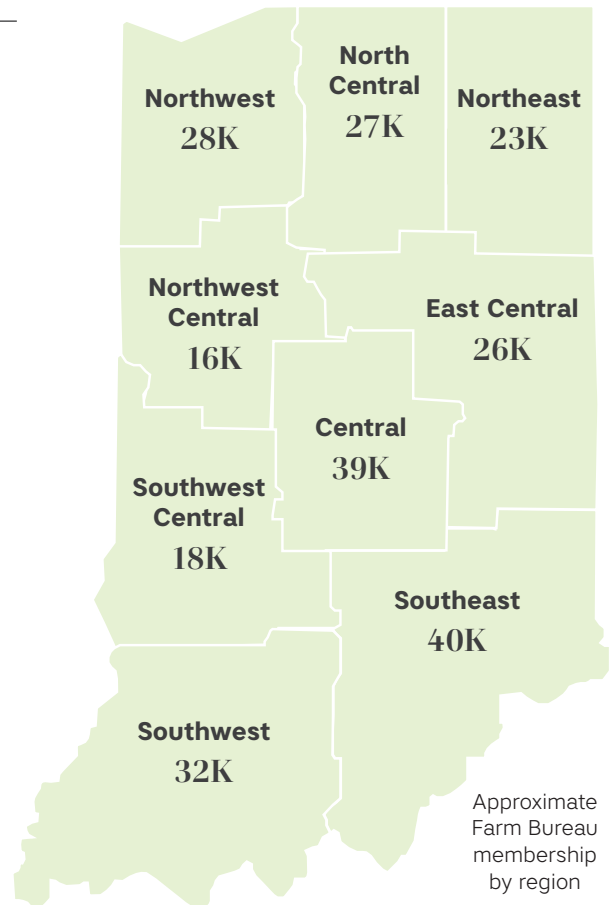 Northwest
28K
North
Central
27K
Northeast
23K
Northwest
Central
16K
East Central
26K
Central
39K
Southwest
Central
18K
Southeast
40K
Southwest
32K
Approximate
Farm Bureau
membership
by region